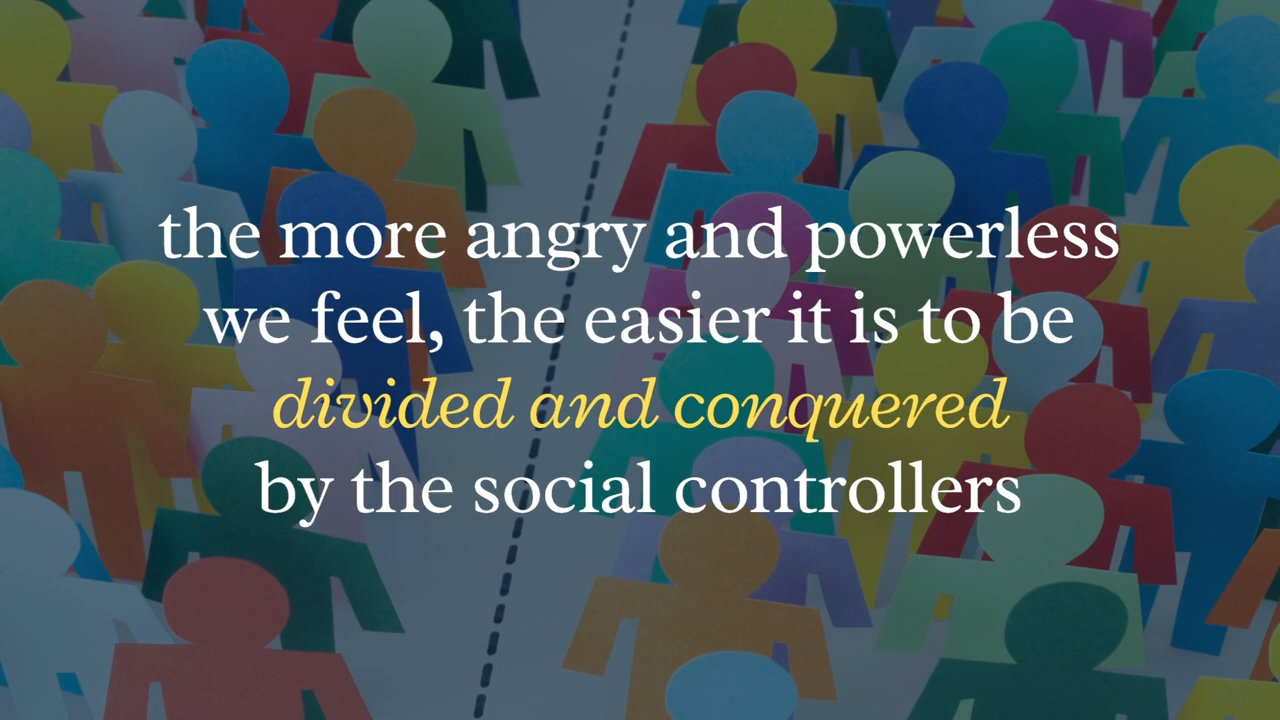 the more angry and powerless
we feel, the easier it is to be
divided and conquered
by the social controllers